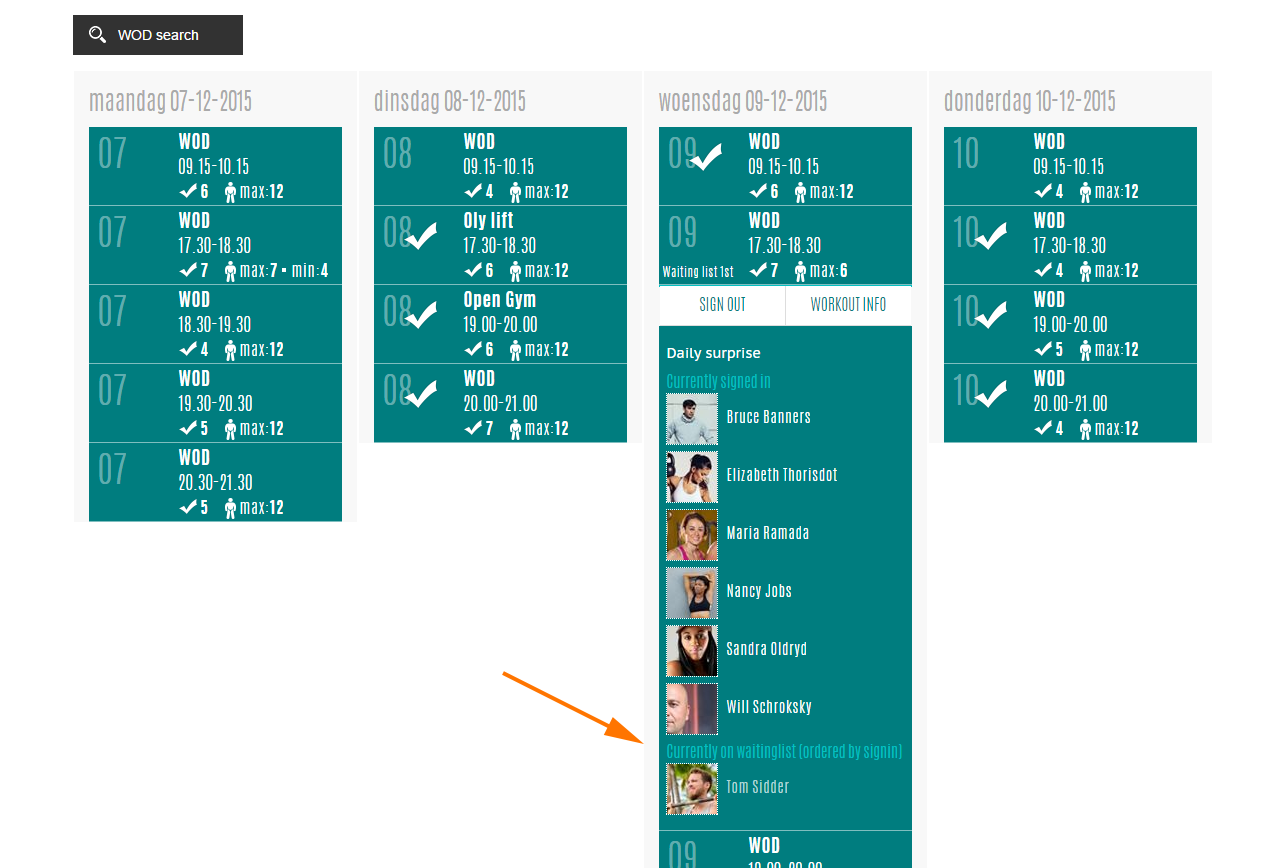 WOD search
maandag 07-12-2015
07
WOD
09.15-10.15
6 max:12
07
WOD
17.30-18.30
7 max:7 • min:4
07
WOD
18.30-19.30
4 max:12
07
WOD
19.30-20.30
5 max:12
07
WOD
20.30-21.30
5 max:12
dinsdag 08-12-2015
08
WOD
09.15-10.15
4 max:12
08
Oly lift
17.30-18.30
6 max:12
08
Open Gym
19.00-20.00
6 max:12
08
WOD
20.00-21.00
7 max:12
woensdag 09-12-2015
09
WOD
09.15-10.15
6 max:12
09
WOD
17.30-18.30
Waiting list 1st 7 max:6
SIGN OUT WORKOUT INFO
Daily surprise
Currently signed in
Bruce Banners
Elizabeth Thorisdot
Maria Ramada
Nancy Jobs
Sandra Oldryd
Will Schroksky
Currently on waitinglist (ordered by signin)
Tom Sidder
09
WOD
donderdag 10-12-2015
10
WOD
09.15-10.15
4 max:12
10
WOD
17.30-18.30
4 max:12
10
WOD
19.00-20.00
5 max:12
10
WOD
20.00-21.00
4 max:12